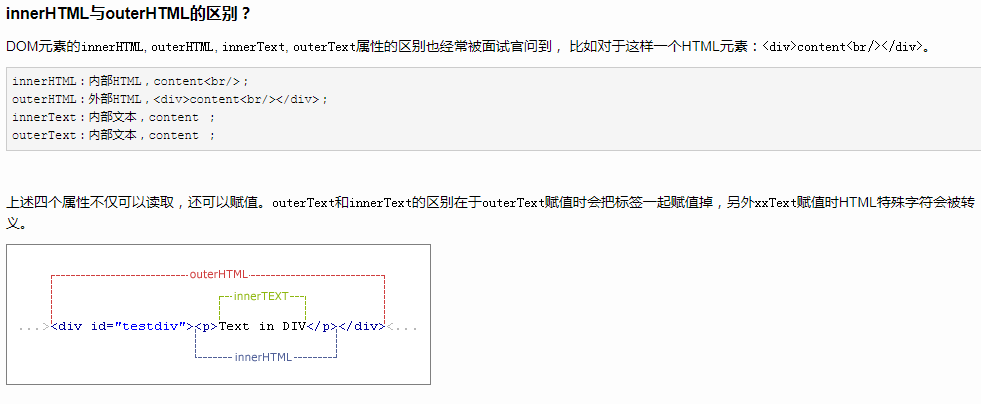 innerHTML与outerHTML的区别？
DOM元素的innerHTML, outerHTML, innerText, outerText属性的区别也经常被面试官问到， 比如对于这样一个HTML元素：<div>content<br/></div>。
innerHTML：内部HTML，content<br/>；
outerHTML：外部HTML，<div>content<br/></div>；
innerText：内部文本，content ；
outerText：内部文本，content ；
上述四个属性不仅可以读取，还可以赋值。outerText和innerText的区别在于outerText赋值时会把标签一起赋值掉，另外xxText赋值时HTML特殊字符会被转
义。
outerHTML
innerTEXT
...><div id="testdiv"><p>Text in DIV</p></div><...
innerHTML